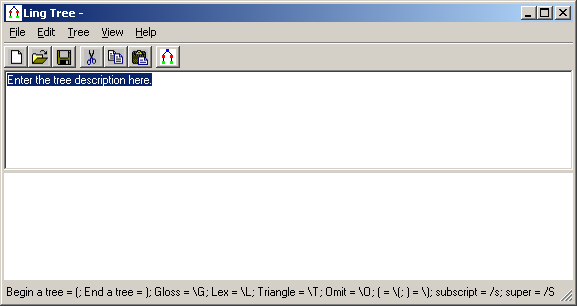 Ling Tree -
File Edit Tree View Help
Enter the tree description here.
Begin a tree = (; End a tree = ); Gloss = \G; Lex = \L; Triangle = \T; Omit = \O; ( = \(; ) = \); subscript = /s; super = /S